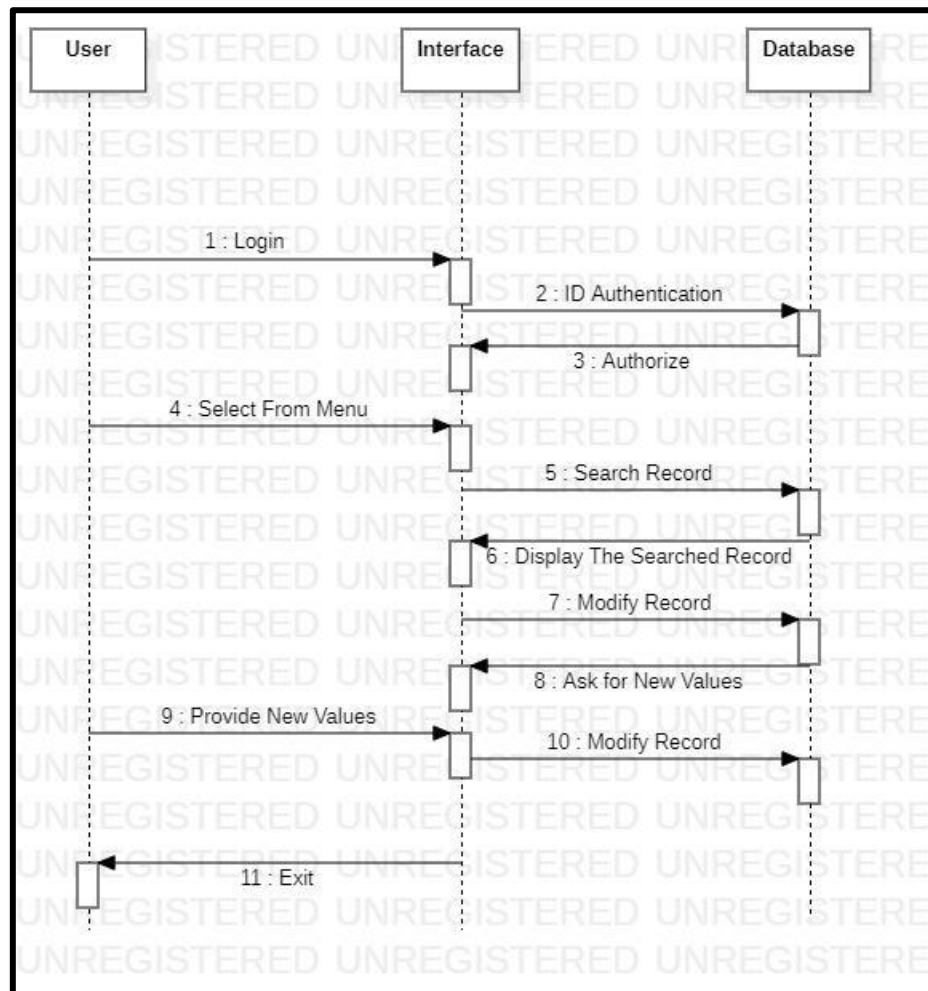 User Interface Database
1 : Login
2 : ID Authentication
3 : Authorize
4 : Select From Menu
5 : Search Record
6 : Display The Searched Record
7 : Modify Record
8 : Ask for New Values
9 : Provide New Values
10 : Modify Record
11 : Exit
UNREGISTERED